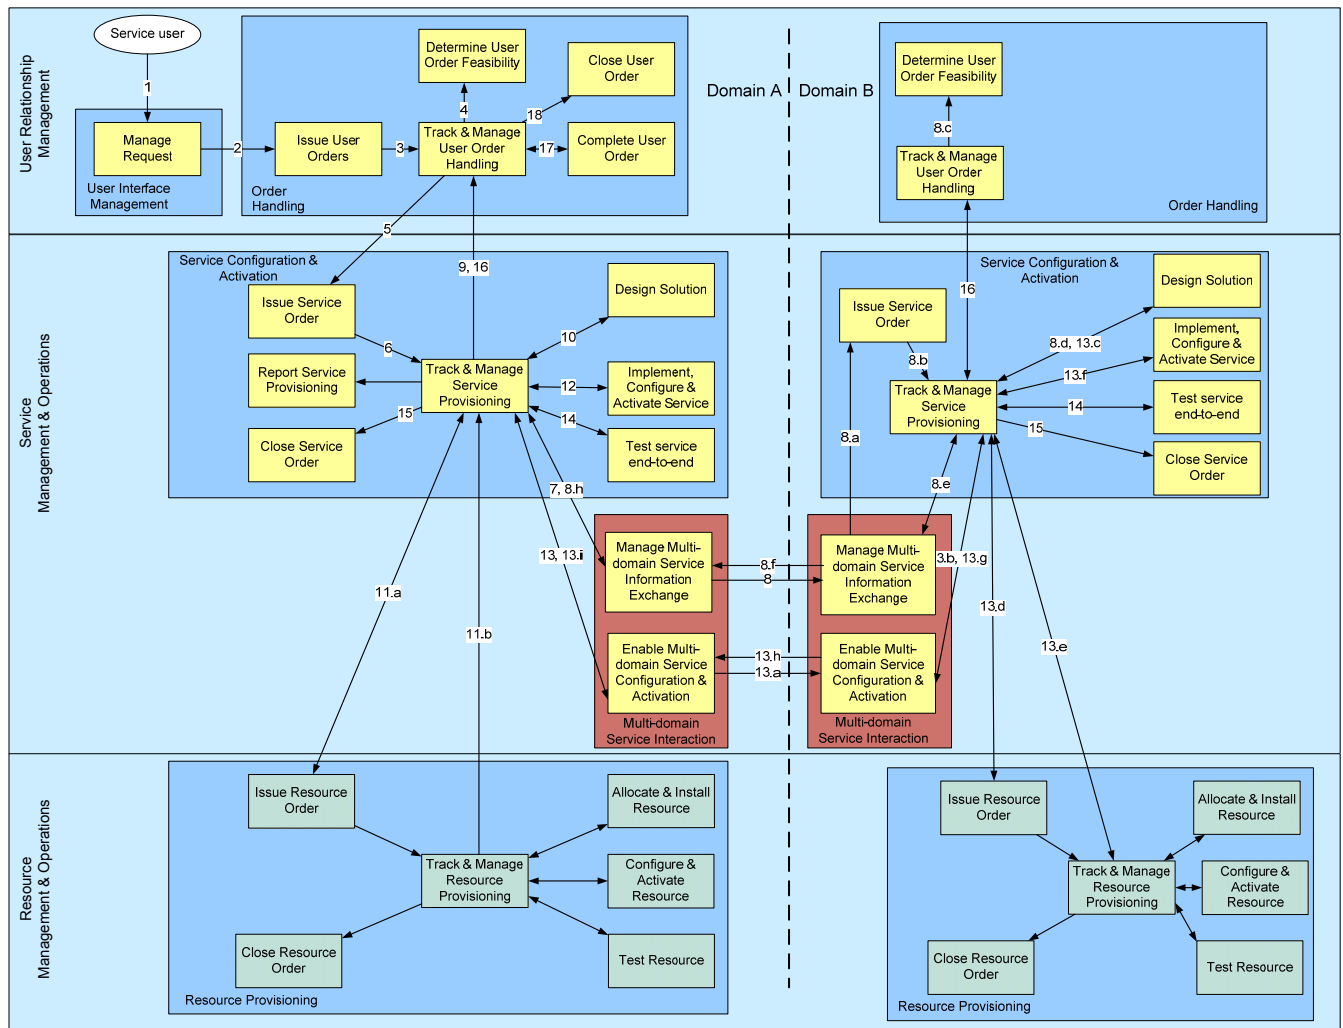 User Relationship
Management
Service user
1
Manage
Request
User Interface
Management
2
Issue User
Orders
3
Order
Handling
Determine User
Order Feasibility
4
Track & Manage
User Order
Handling
Close User
Order
18
17
Complete User
Order
Domain A
Domain B
Determine User
Order Feasibility
8.c
Track & Manage
User Order
Handling
Order Handling
5
9, 16
16
Service
Management & Operations
Service Configuration &
Activation
Issue Service
Order
6
Report Service
Provisioning
15
Close Service
Order
Track & Manage
Service
Provisioning
Design Solution
10
12
Implement,
Configure &
Activate Service
14
Test service
end-to-end
7, 8.h
13, 13.i
11.a
11.b
Manage Multi-
domain Service
Information
Exchange
Enable Multi-
domain Service
Configuration &
Activation
Multi-domain
Service Interaction
8.f
8
13.h
13.a
Service Configuration &
Activation
Issue Service
Order
8.b
8.a
Track & Manage
Service
Provisioning
Design Solution
8.d, 13.c
Implement,
Configure &
Activate Service
13.f
14
Test service
end-to-end
15
Close Service
Order
8.e
3.b, 13.g
13.d
13.e
Manage Multi-
domain Service
Information
Exchange
Enable Multi-
domain Service
Configuration &
Activation
Multi-domain
Service Interaction
Resource
Management & Operations
Issue Resource
Order
Allocate & Install
Resource
Track & Manage
Resource
Provisioning
Configure &
Activate
Resource
Close Resource
Order
Test Resource
Resource Provisioning
Issue Resource
Order
Allocate & Install
Resource
Track & Manage
Resource
Provisioning
Configure &
Activate
Resource
Close Resource
Order
Test Resource
Resource Provisioning